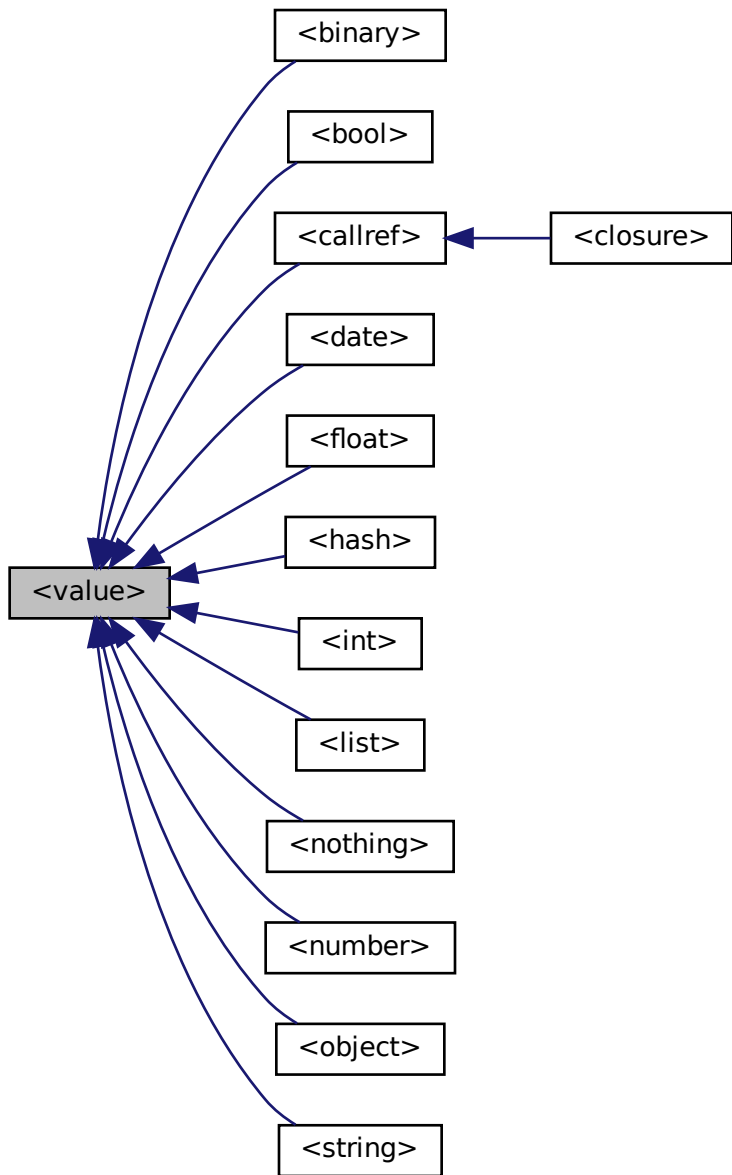 <binary>
<bool>
<callref>
<closure>
<date>
<float>
<hash>
<value>
<int>
<list>
<nothing>
<number>
<object>
<string>